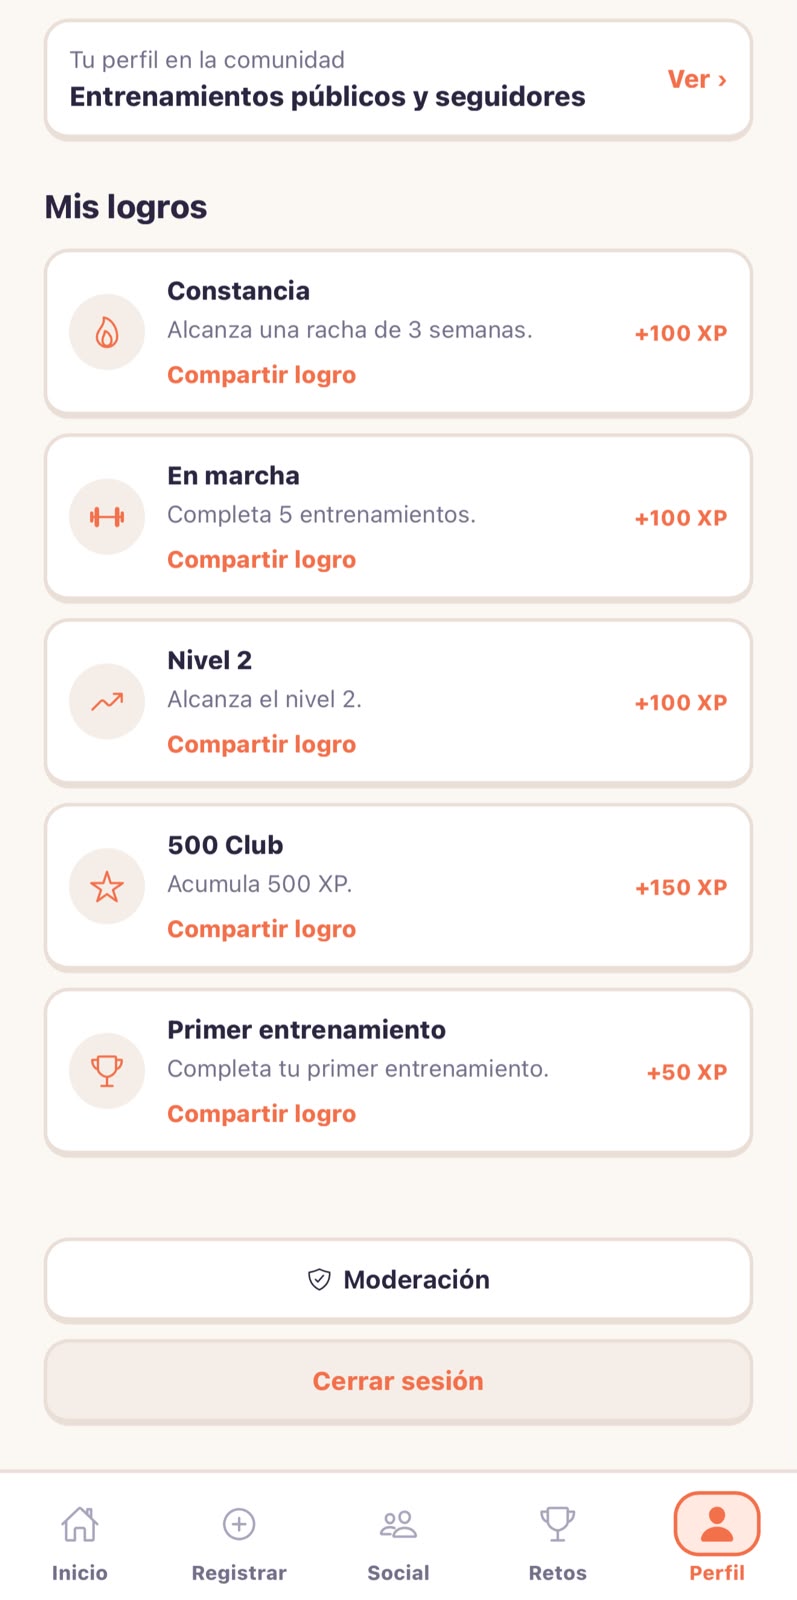 Tu perfil en la comunidad
Entrenamientos públicos y seguidores
Ver ›
Mis logros
Constancia
Alcanza una racha de 3 semanas.
+100 XP
Compartir logro
En marcha
Completa 5 entrenamientos.
+100 XP
Compartir logro
Nivel 2
Alcanza el nivel 2.
+100 XP
Compartir logro
500 Club
Acumula 500 XP.
+150 XP
Compartir logro
Primer entrenamiento
Completa tu primer entrenamiento.
+50 XP
Compartir logro
Moderación
Cerrar sesión
Inicio
Registrar
Social
Retos
Perfil